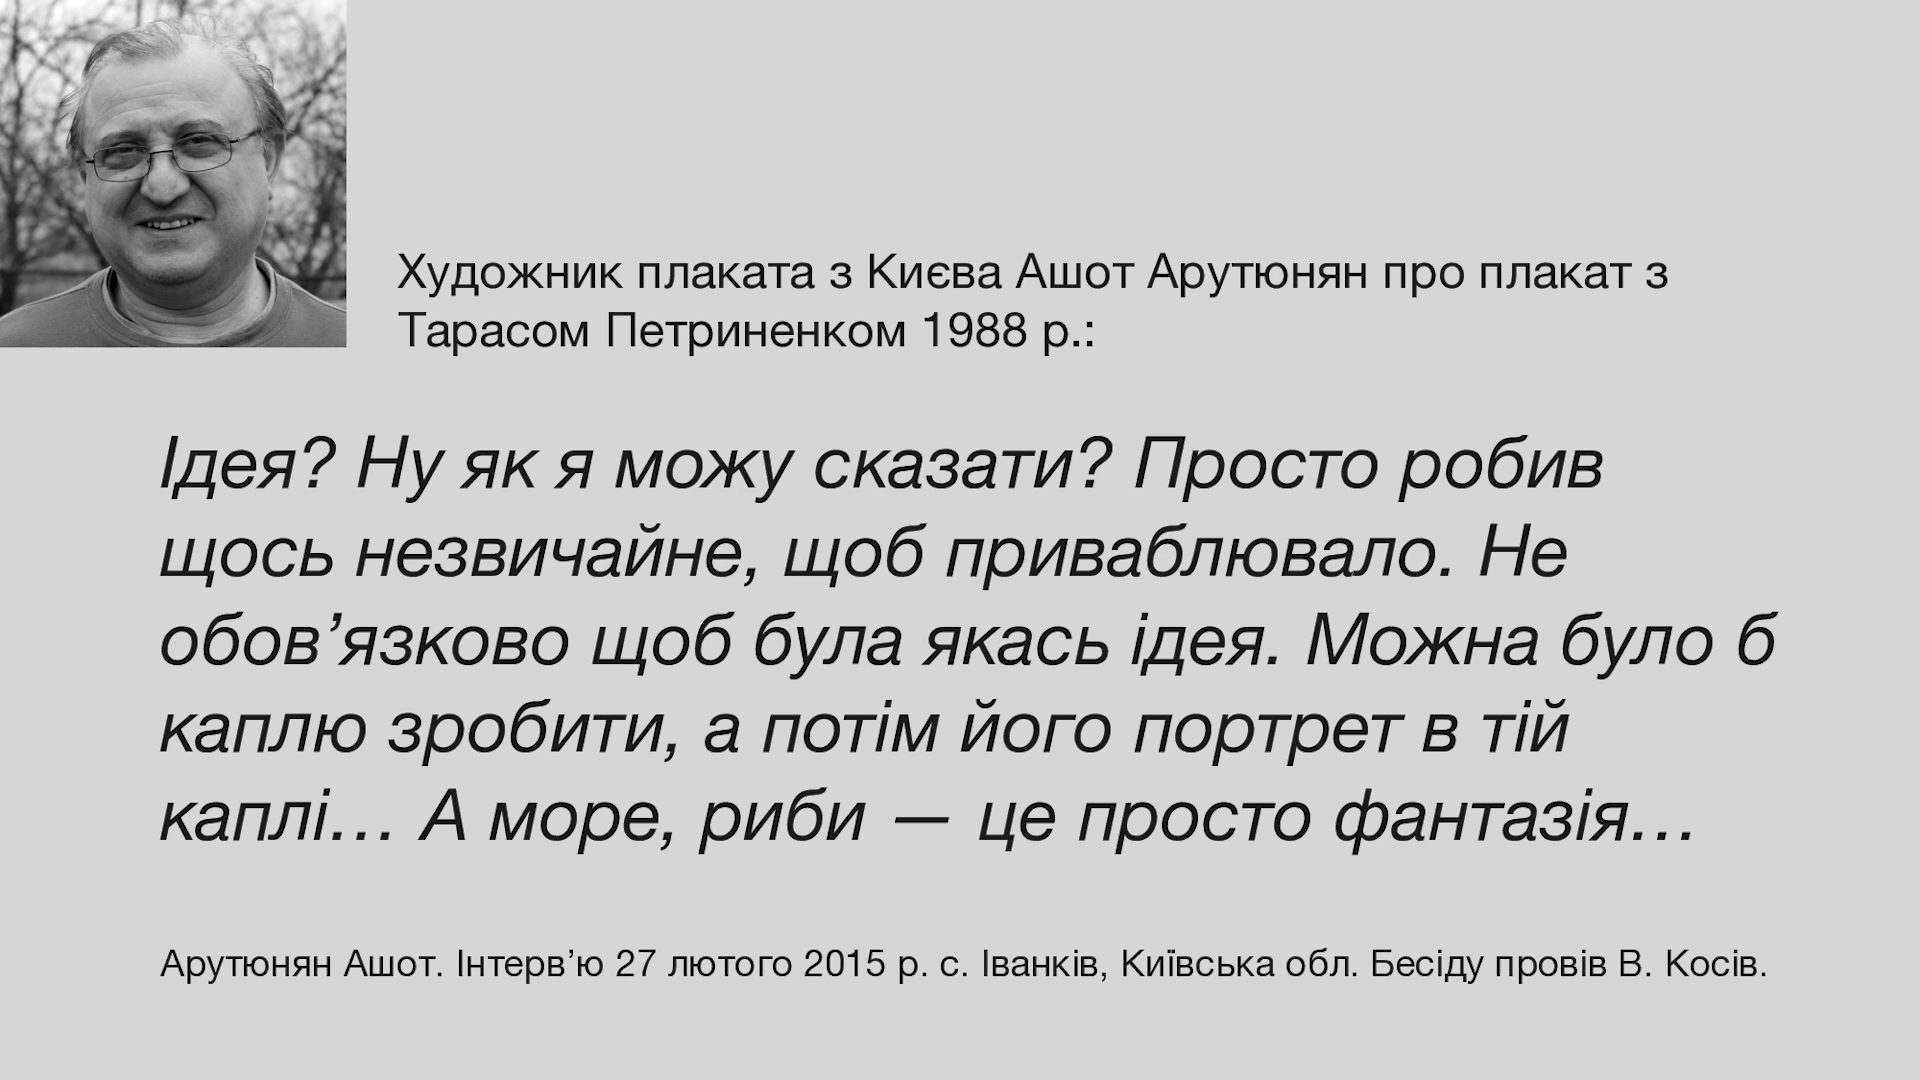 Художник плаката з Києва Ашот Арутюнян про плакат з
Тарасом Петриненком 1988 р.:
Ідея? Ну як я можу сказати? Просто робив
щось незвичайне, щоб приваблювало. Не
обов’язково щоб була якась ідея. Можна було б
каплю зробити, а потім його портрет в тій
каплі… А море, риби — це просто фантазія…
Арутюнян Ашот. Інтерв’ю 27 лютого 2015 р. с. Іванків, Київська обл. Бесіду провів В. Косів.